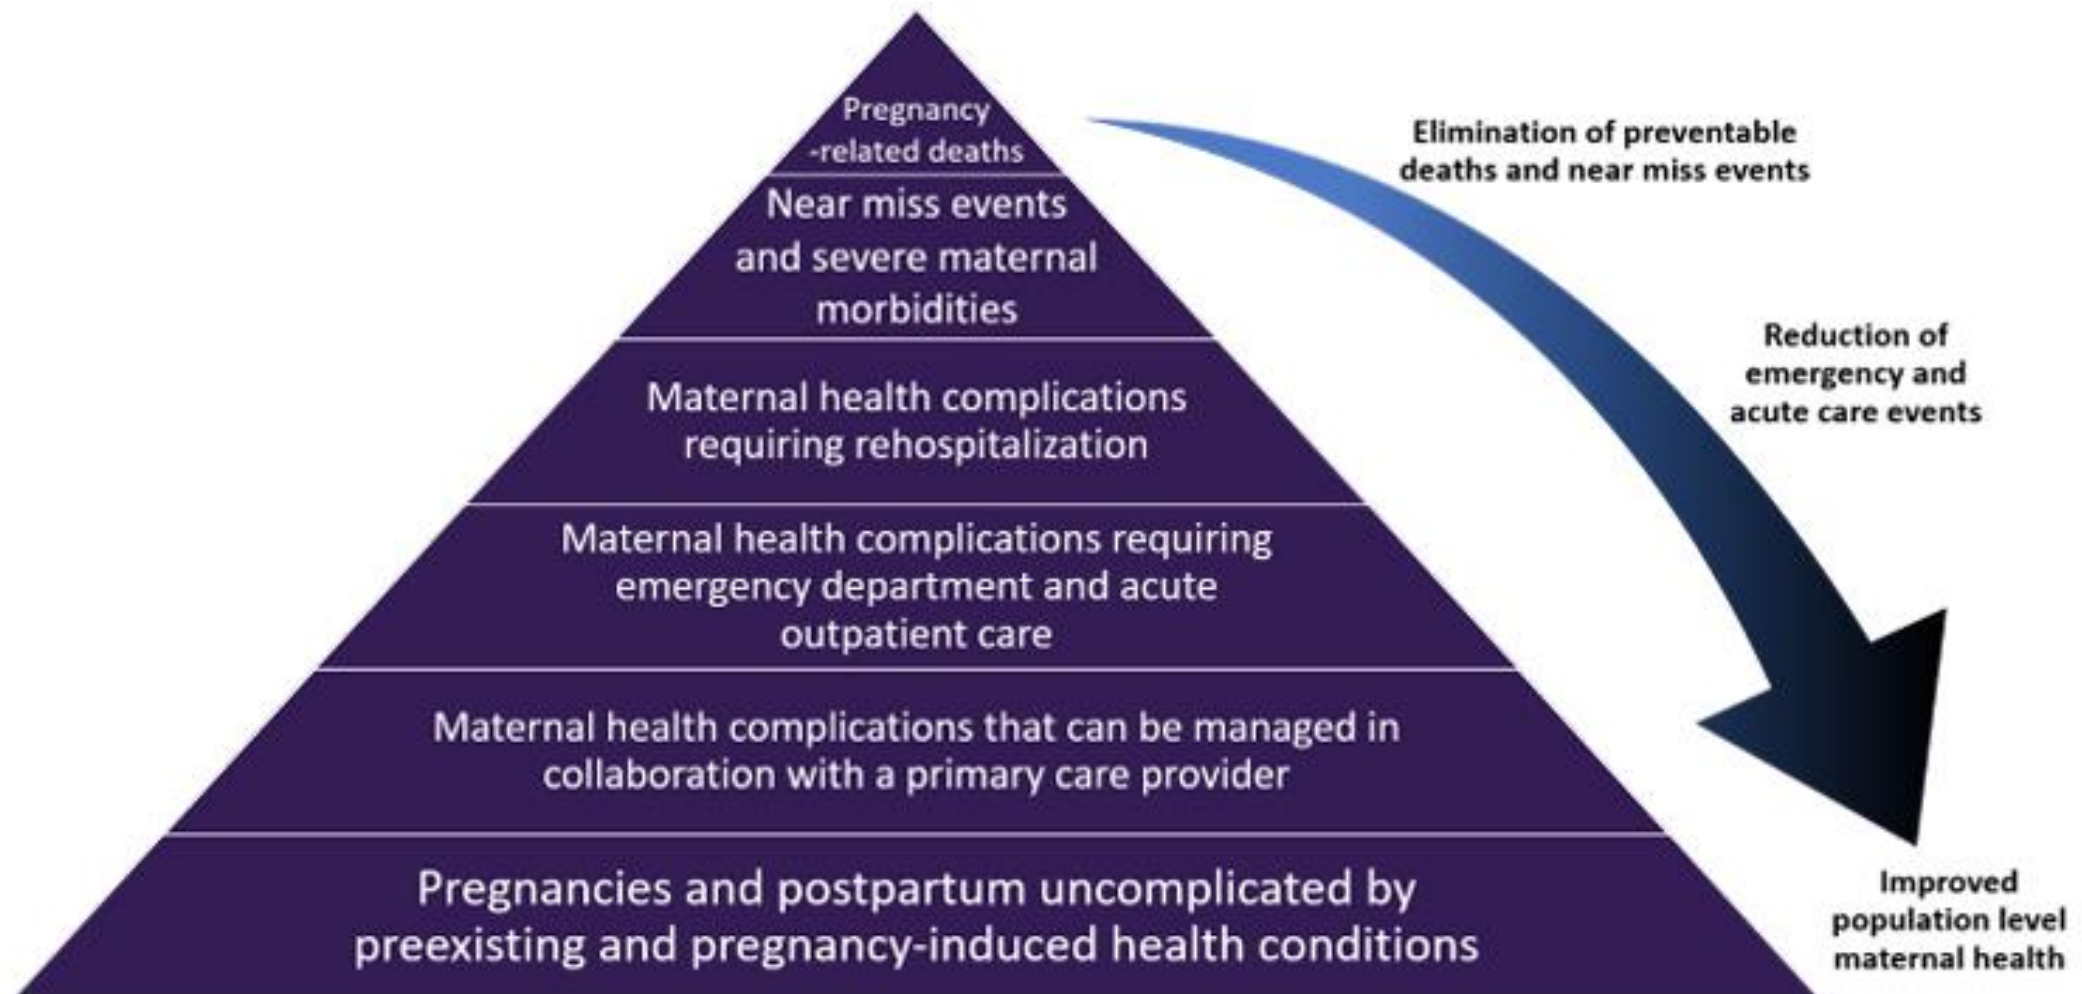 Pregnancy
-related deaths
Near miss events
and severe maternal
morbidities
Maternal health complications
requiring rehospitalization
Maternal health complications requiring
emergency department and acute
outpatient care
Maternal health complications that can be managed in
collaboration with a primary care provider
Pregnancies and postpartum uncomplicated by
preexisting and pregnancy-induced health conditions
Elimination of preventable
deaths and near miss events
Reduction of
emergency and
acute care events
Improved
population level
maternal health